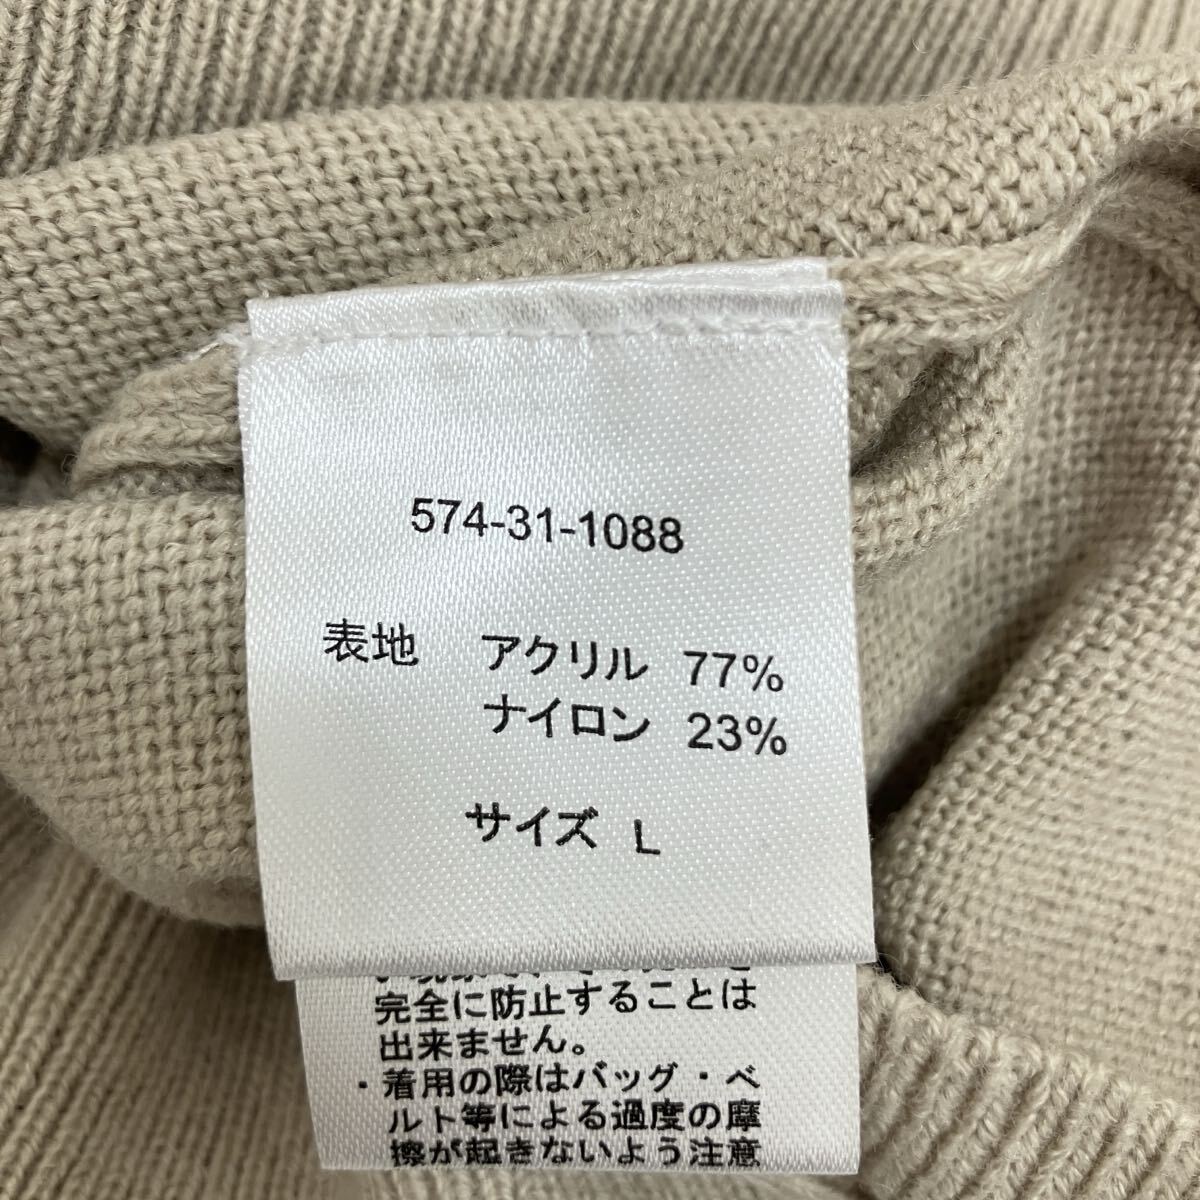 574-31-1088
表地 アクリル 77%
ナイロン 23%
サイズ L
完全に防止することは
出来ません。
・着用の際はバッグ・ベ
ルト等による過度の摩
擦が起きないよう注意